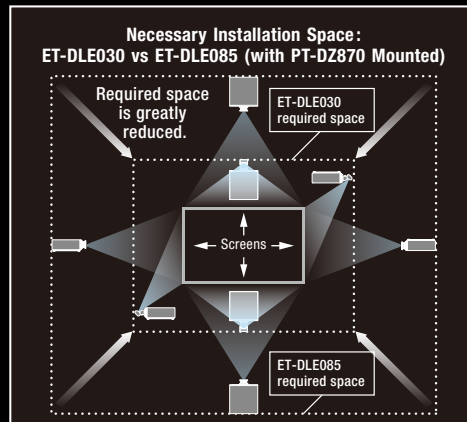 Necessary Installation Space:
ET-DLE030 vs ET-DLE085 (with PT-DZ870 Mounted)
Required space
is greatly
reduced.
ET-DLE030
required space
Screens
ET-DLE085
required space